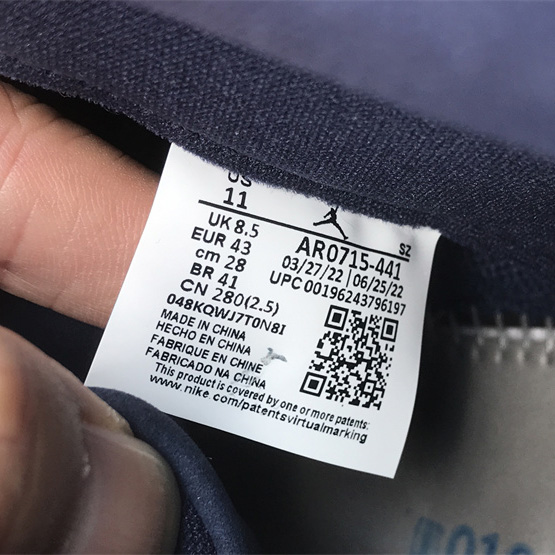 US
11
UK 8.5
EUR 43
cm 28
BR 41
CN 280(2.5)
048KQWJ7T0N8I
SZ
AR0715-441
03/27/22 | 06/25/22
UPC 00196243796197
MADE IN CHINA
HECHO EN CHINA
FABRIQUE EN CHINE
FABRICADO NA CHINA
This product is covered by one or more patents:
www.nike.com/patentsvirtualmarking